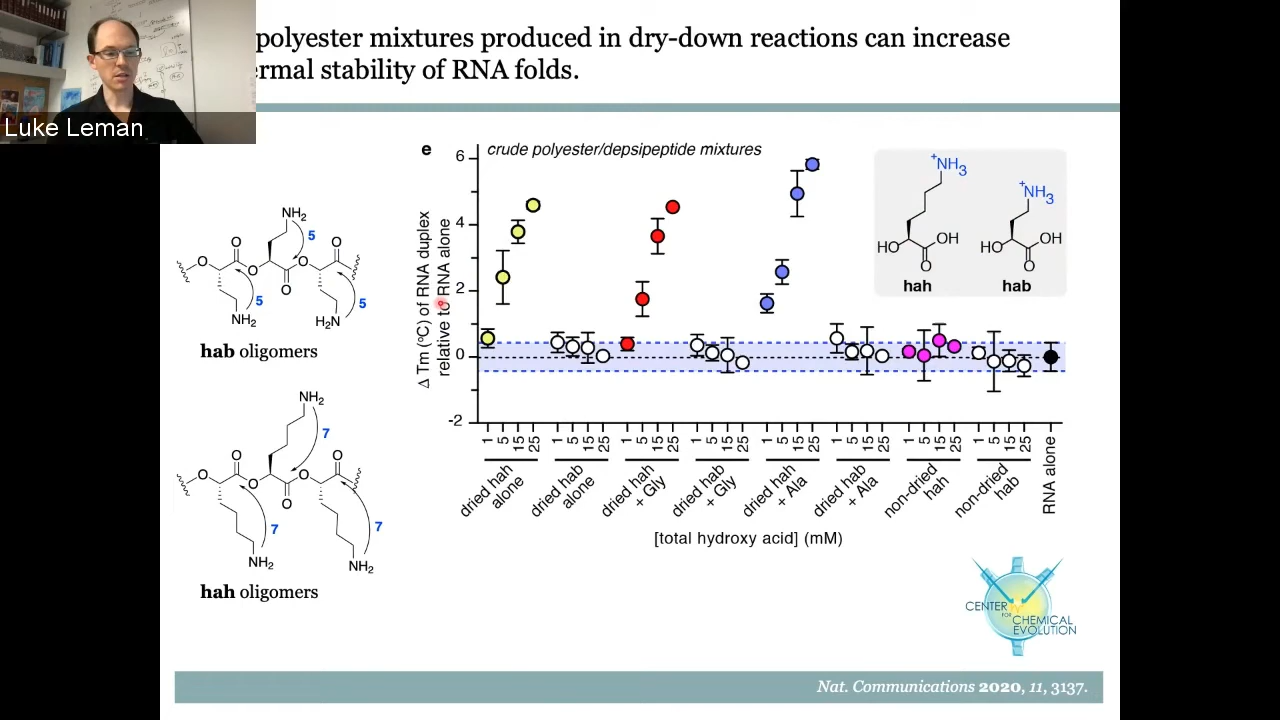 polyester mixtures produced in dry-down reactions can increase
ermal stability of RNA folds.
Luke Leman
e
crude polyester/depsipeptide mixtures
6
4
2
0
-2
Δ Tm (ºC) of RNA duplex
relative to RNA alone
+NH3
+NH3
HO
OH
O
HO
OH
O
hah
hab
NH2
5
O
O
O
O
O
O
5
5
NH2
H2N
hab oligomers
NH2
7
O
O
O
O
O
O
7
7
NH2
NH2
hah oligomers
1 5 15 25 1 5 15 25 1 5 15 25 1 5 15 25 1 5 15 25 1 5 15 25 1 5 15 25 1 5 15 25
dried hah
alone
dried hab
alone
dried hah
+ Gly
dried hab
+ Gly
dried hah
+ Ala
dried hab
+ Ala
non-dried
hah
non-dried
hab
RNA alone
[total hydroxy acid] (mM)
CENTER
FOR
CHEMICAL
EVOLUTION
Nat. Communications 2020, 11, 3137.